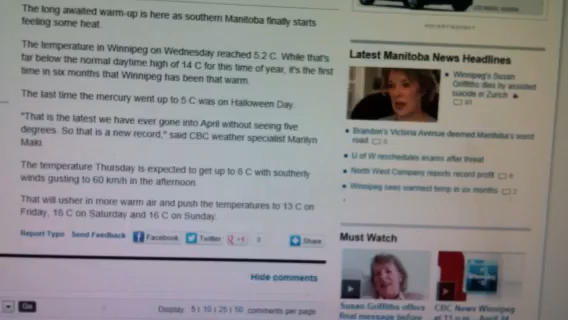 The long awaited warm-up is here as southern Manitoba finally starts
feeling some heat.
The temperature in Winnipeg on Wednesday reached 5.2 C. While that's
far below the normal daytime high of 14 C for this time of year, it's the first
time in six months that Winnipeg has been that warm.
The last time the mercury went up to 5 C was on Halloween Day.
"That is the latest we have ever gone into April without seeing five
degrees. So that is a new record," said CBC weather specialist Marilyn
Maki.
The temperature Thursday is expected to get up to 8 C with southerly
winds gusting to 60 km/h in the afternoon.
That will usher in more warm air and push the temperatures to 13 C on
Friday, 18 C on Saturday and 16 C on Sunday.
Report Typo Send Feedback Facebook Twitter +1 Share
Hide comments
Go
Display: 5 | 10 | 25 | 50 comments per page
ADVERTISEMENT
Latest Manitoba News Headlines
Winnipeg's Susan
Griffiths dies by assisted
suicide in Zurich
Brandon's Victoria Avenue deemed Manitoba's worst
road
U of W reschedules exams after threat
North West Company reports record profit
Winnipeg sees warmest temp in six months
Must Watch
Susan Griffiths offers
final message before
CBC News Winnipeg